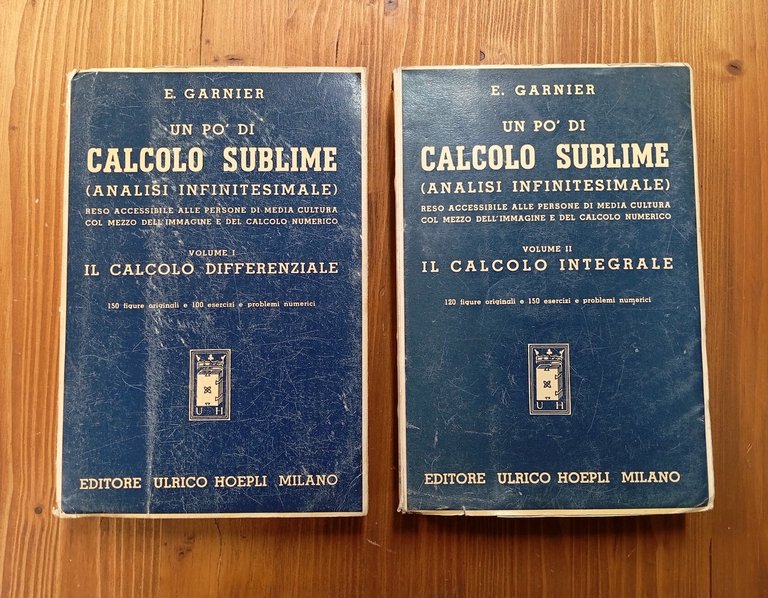 E. GARNIER
UN PO' DI
CALCOLO SUBLIME
(ANALISI INFINITESIMALE)
RESO ACCESSIBILE ALLE PERSONE DI MEDIA CULTURA
COL MEZZO DELL'IMMAGINE E DEL CALCOLO NUMERICO
VOLUME I
IL CALCOLO DIFFERENZIALE
150 figure originali e 100 esercizi e problemi numerici
U H
EDITORE ULRICO HOEPLI MILANO
E. GARNIER
UN PO' DI
CALCOLO SUBLIME
(ANALISI INFINITESIMALE)
RESO ACCESSIBILE ALLE PERSONE DI MEDIA CULTURA
COL MEZZO DELL'IMMAGINE E DEL CALCOLO NUMERICO
VOLUME II
IL CALCOLO INTEGRALE
120 figure originali e 150 esercizi e problemi numerici
U H
EDITORE ULRICO HOEPLI MILANO